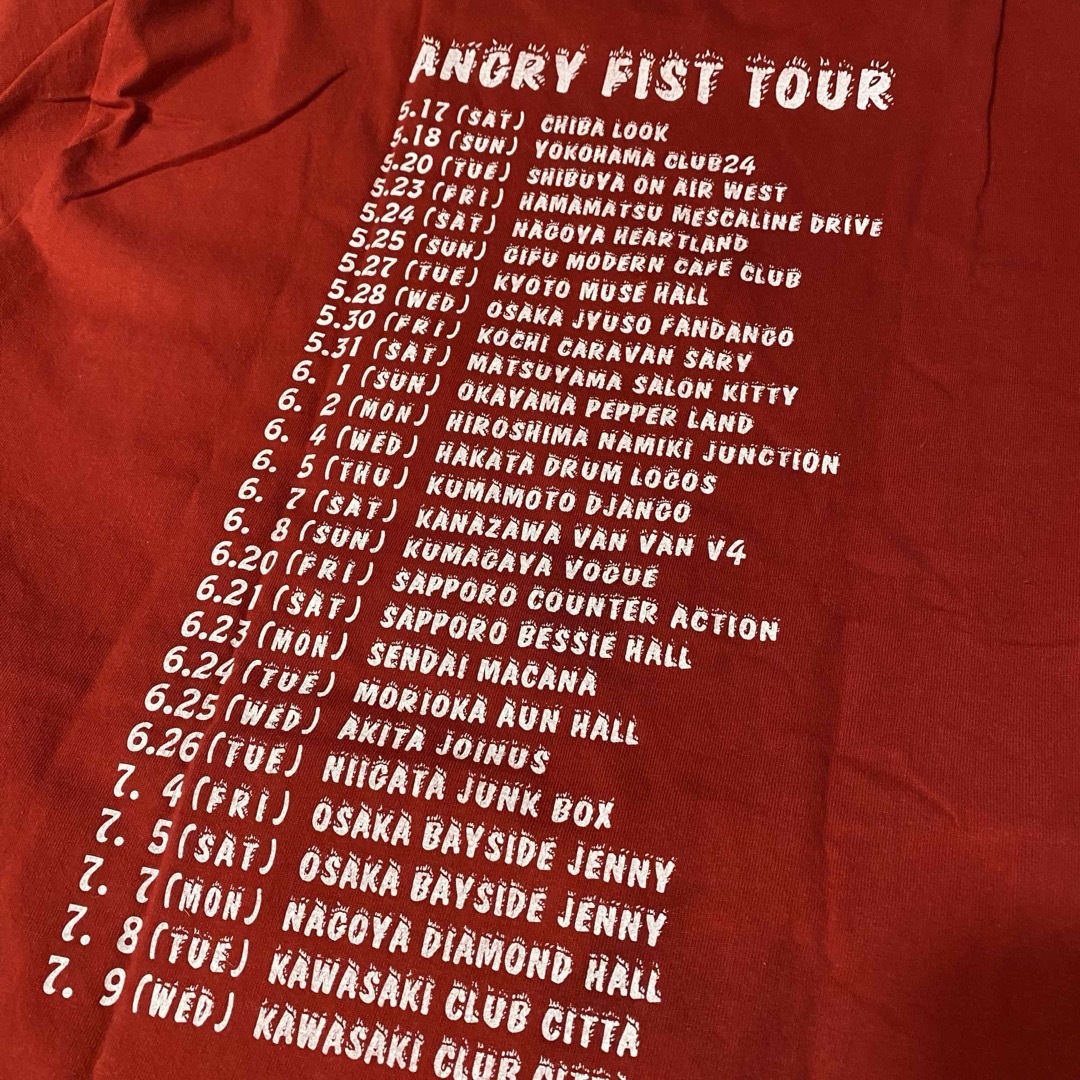 ANGRY FIST TOUR
5.17 (SAT) CHIBA LOOK
5.18 (SUN) YOKOHAMA CLUB24
5.20 (TUE) SHIBUYA ON AIR WEST
5.23 (FRI) HAMAMATSU MESCALINE DRIVE
5.24 (SAT) NAGOYA HEARTLAND
5.25 (SUN) GIFU MODERN CAFE CLUB
5.27 (TUE) KYOTO MUSE HALL
5.28 (WED) OSAKA JYUSO FANDANGO
5.30 (FRI) KOCHI CARAVAN SARY
5.31 (SAT) MATSUYAMA SALON KITTY
6. 1 (SUN) OKAYAMA PEPPER LAND
6. 2 (MON) HIROSHIMA NAMIKI JUNCTION
6. 4 (WED) HAKATA DRUM LOGOS
6. 5 (THU) KUMAMOTO DJANGO
6. 7 (SAT) KANAZAWA VAN VAN V4
6. 8 (SUN) KUMAGAYA VOGUE
6.20 (FRI) SAPPORO COUNTER ACTION
6.21 (SAT) SAPPORO BESSIE HALL
6.23 (MON) SENDAI MACANA
6.24 (TUE) MORIOKA AUN HALL
6.25 (WED) AKITA JOINUS
6.26 (TUE) NIIGATA JUNK BOX
7. 4 (FRI) OSAKA BAYSIDE JENNY
7. 5 (SAT) OSAKA BAYSIDE JENNY
7. 7 (MON) NAGOYA DIAMOND HALL
7. 8 (TUE) KAWASAKI CLUB CITTA
7. 9 (WED) KAWASAKI CLUB